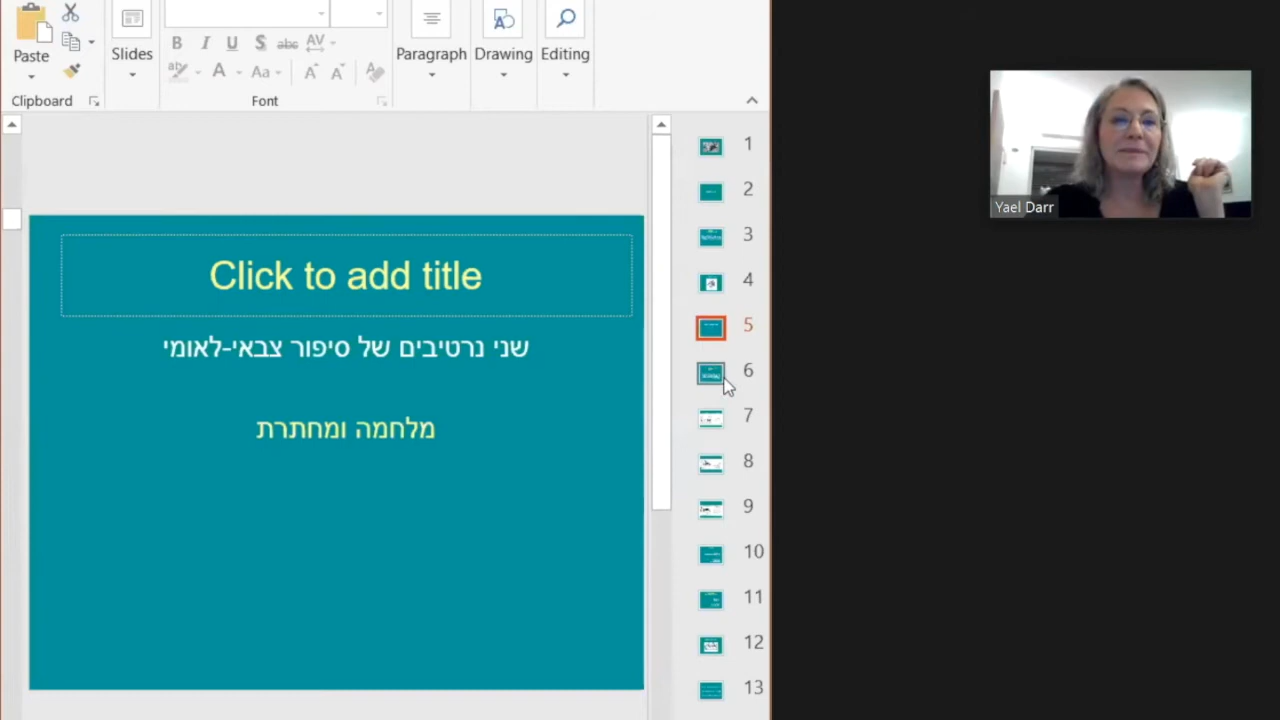 Paste
Slides
Paragraph
Drawing
Editing
B I U S abc AV
A Aa A A A
Clipboard
Font
Click to add title
שני נרטיבים של סיפור צבאי-לאומי
מלחמה ומחתרת
1
2
3
4
5
6
7
8
9
10
11
12
13
Yael Darr